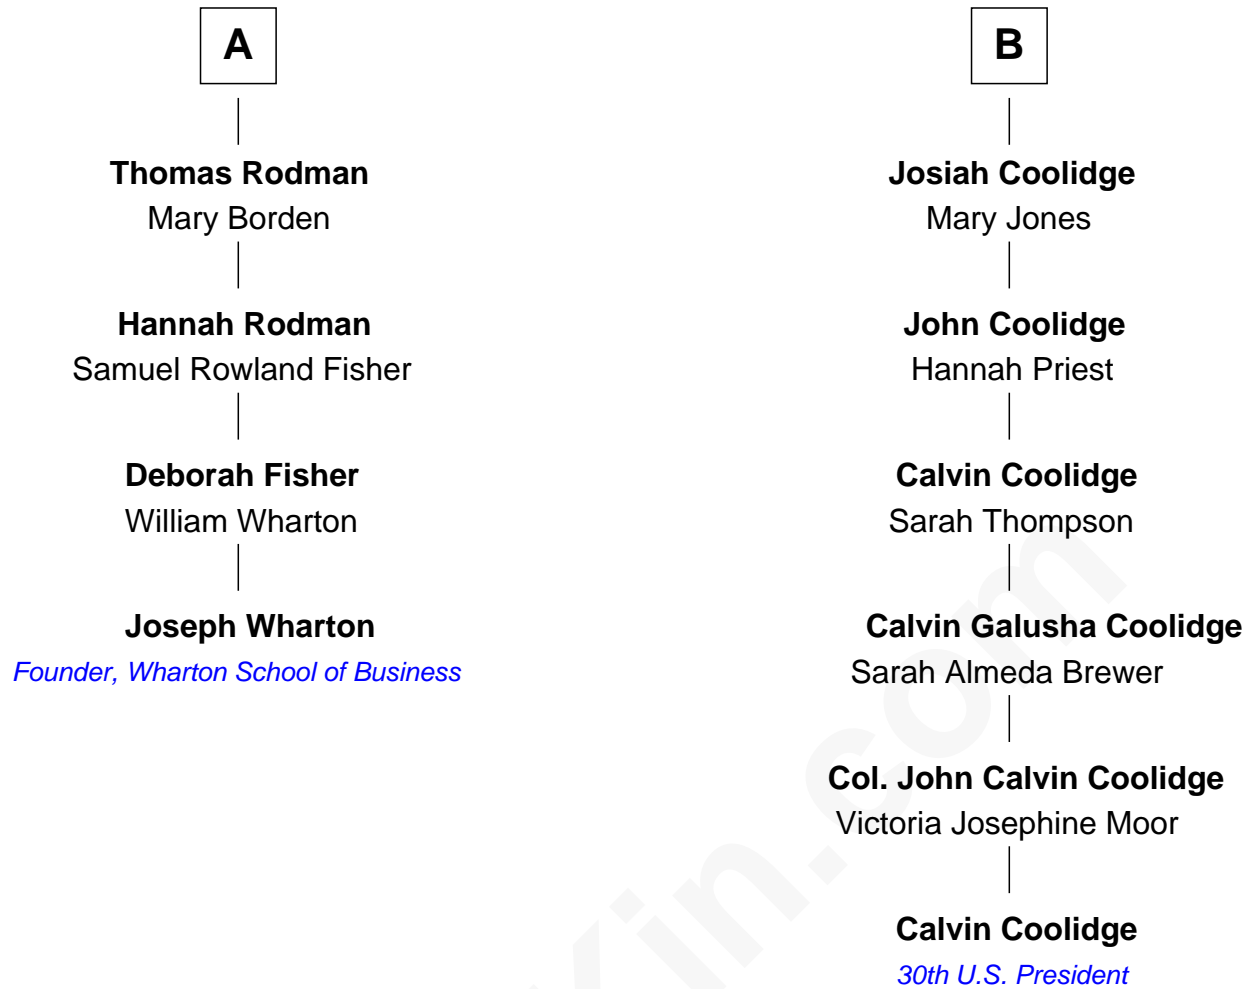 A
Thomas Rodman
Mary Borden
Hannah Rodman
Samuel Rowland Fisher
Deborah Fisher
William Wharton
Joseph Wharton
Founder, Wharton School of Business
B
Josiah Coolidge
Mary Jones
John Coolidge
Hannah Priest
Calvin Coolidge
Sarah Thompson
Calvin Galusha Coolidge
Sarah Almeda Brewer
Col. John Calvin Coolidge
Victoria Josephine Moor
Calvin Coolidge
30th U.S. President
Kin.com